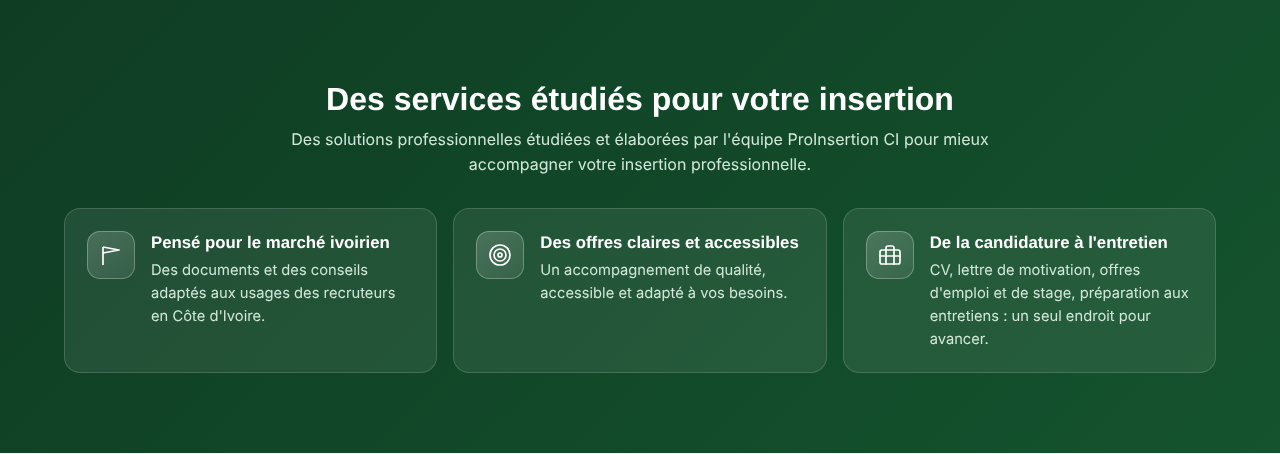 Des services étudiés pour votre insertion
Des solutions professionnelles étudiées et élaborées par l'équipe ProInsertion CI pour mieux
accompagner votre insertion professionnelle.
Pensé pour le marché ivoirien
Des documents et des conseils
adaptés aux usages des recruteurs
en Côte d'Ivoire.
Des offres claires et accessibles
Un accompagnement de qualité,
accessible et adapté à vos besoins.
De la candidature à l'entretien
CV, lettre de motivation, offres
d'emploi et de stage, préparation aux
entretiens : un seul endroit pour
avancer.